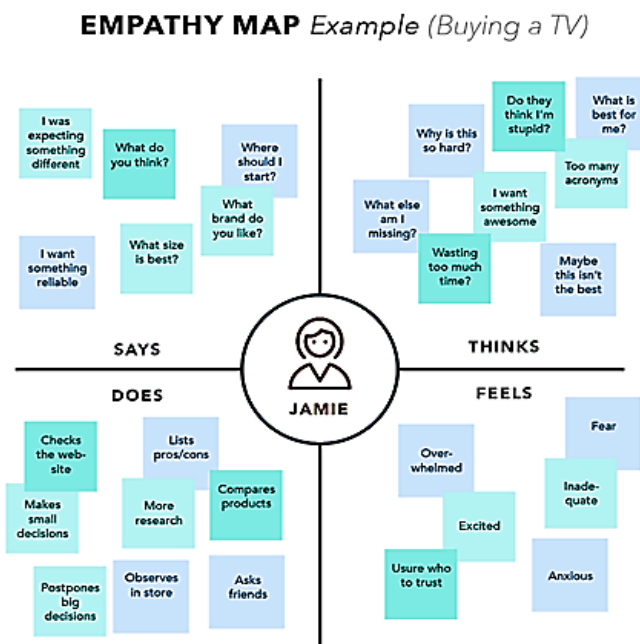 EMPATHY MAP Example (Buying a TV)
I was
expecting
something
different
What do
you think?
Where
should I
start?
What
brand do
you like?
What size
is best?
I want
something
reliable
SAYS
Why is this
so hard?
Do they
think I'm
stupid?
What is
best for
me?
Too many
acronyms
What else
am I
missing?
I want
something
awesome
Wasting
too much
time?
Maybe
this isn't
the best
THINKS
JAMIE
DOES
Checks
the web-
site
Lists
pros/cons
Makes
small
decisions
More
research
Compares
products
Postpones
big
decisions
Observes
in store
Asks
friends
FEELS
Over-
whelmed
Fear
Inade-
quate
Excited
Usure who
to trust
Anxious